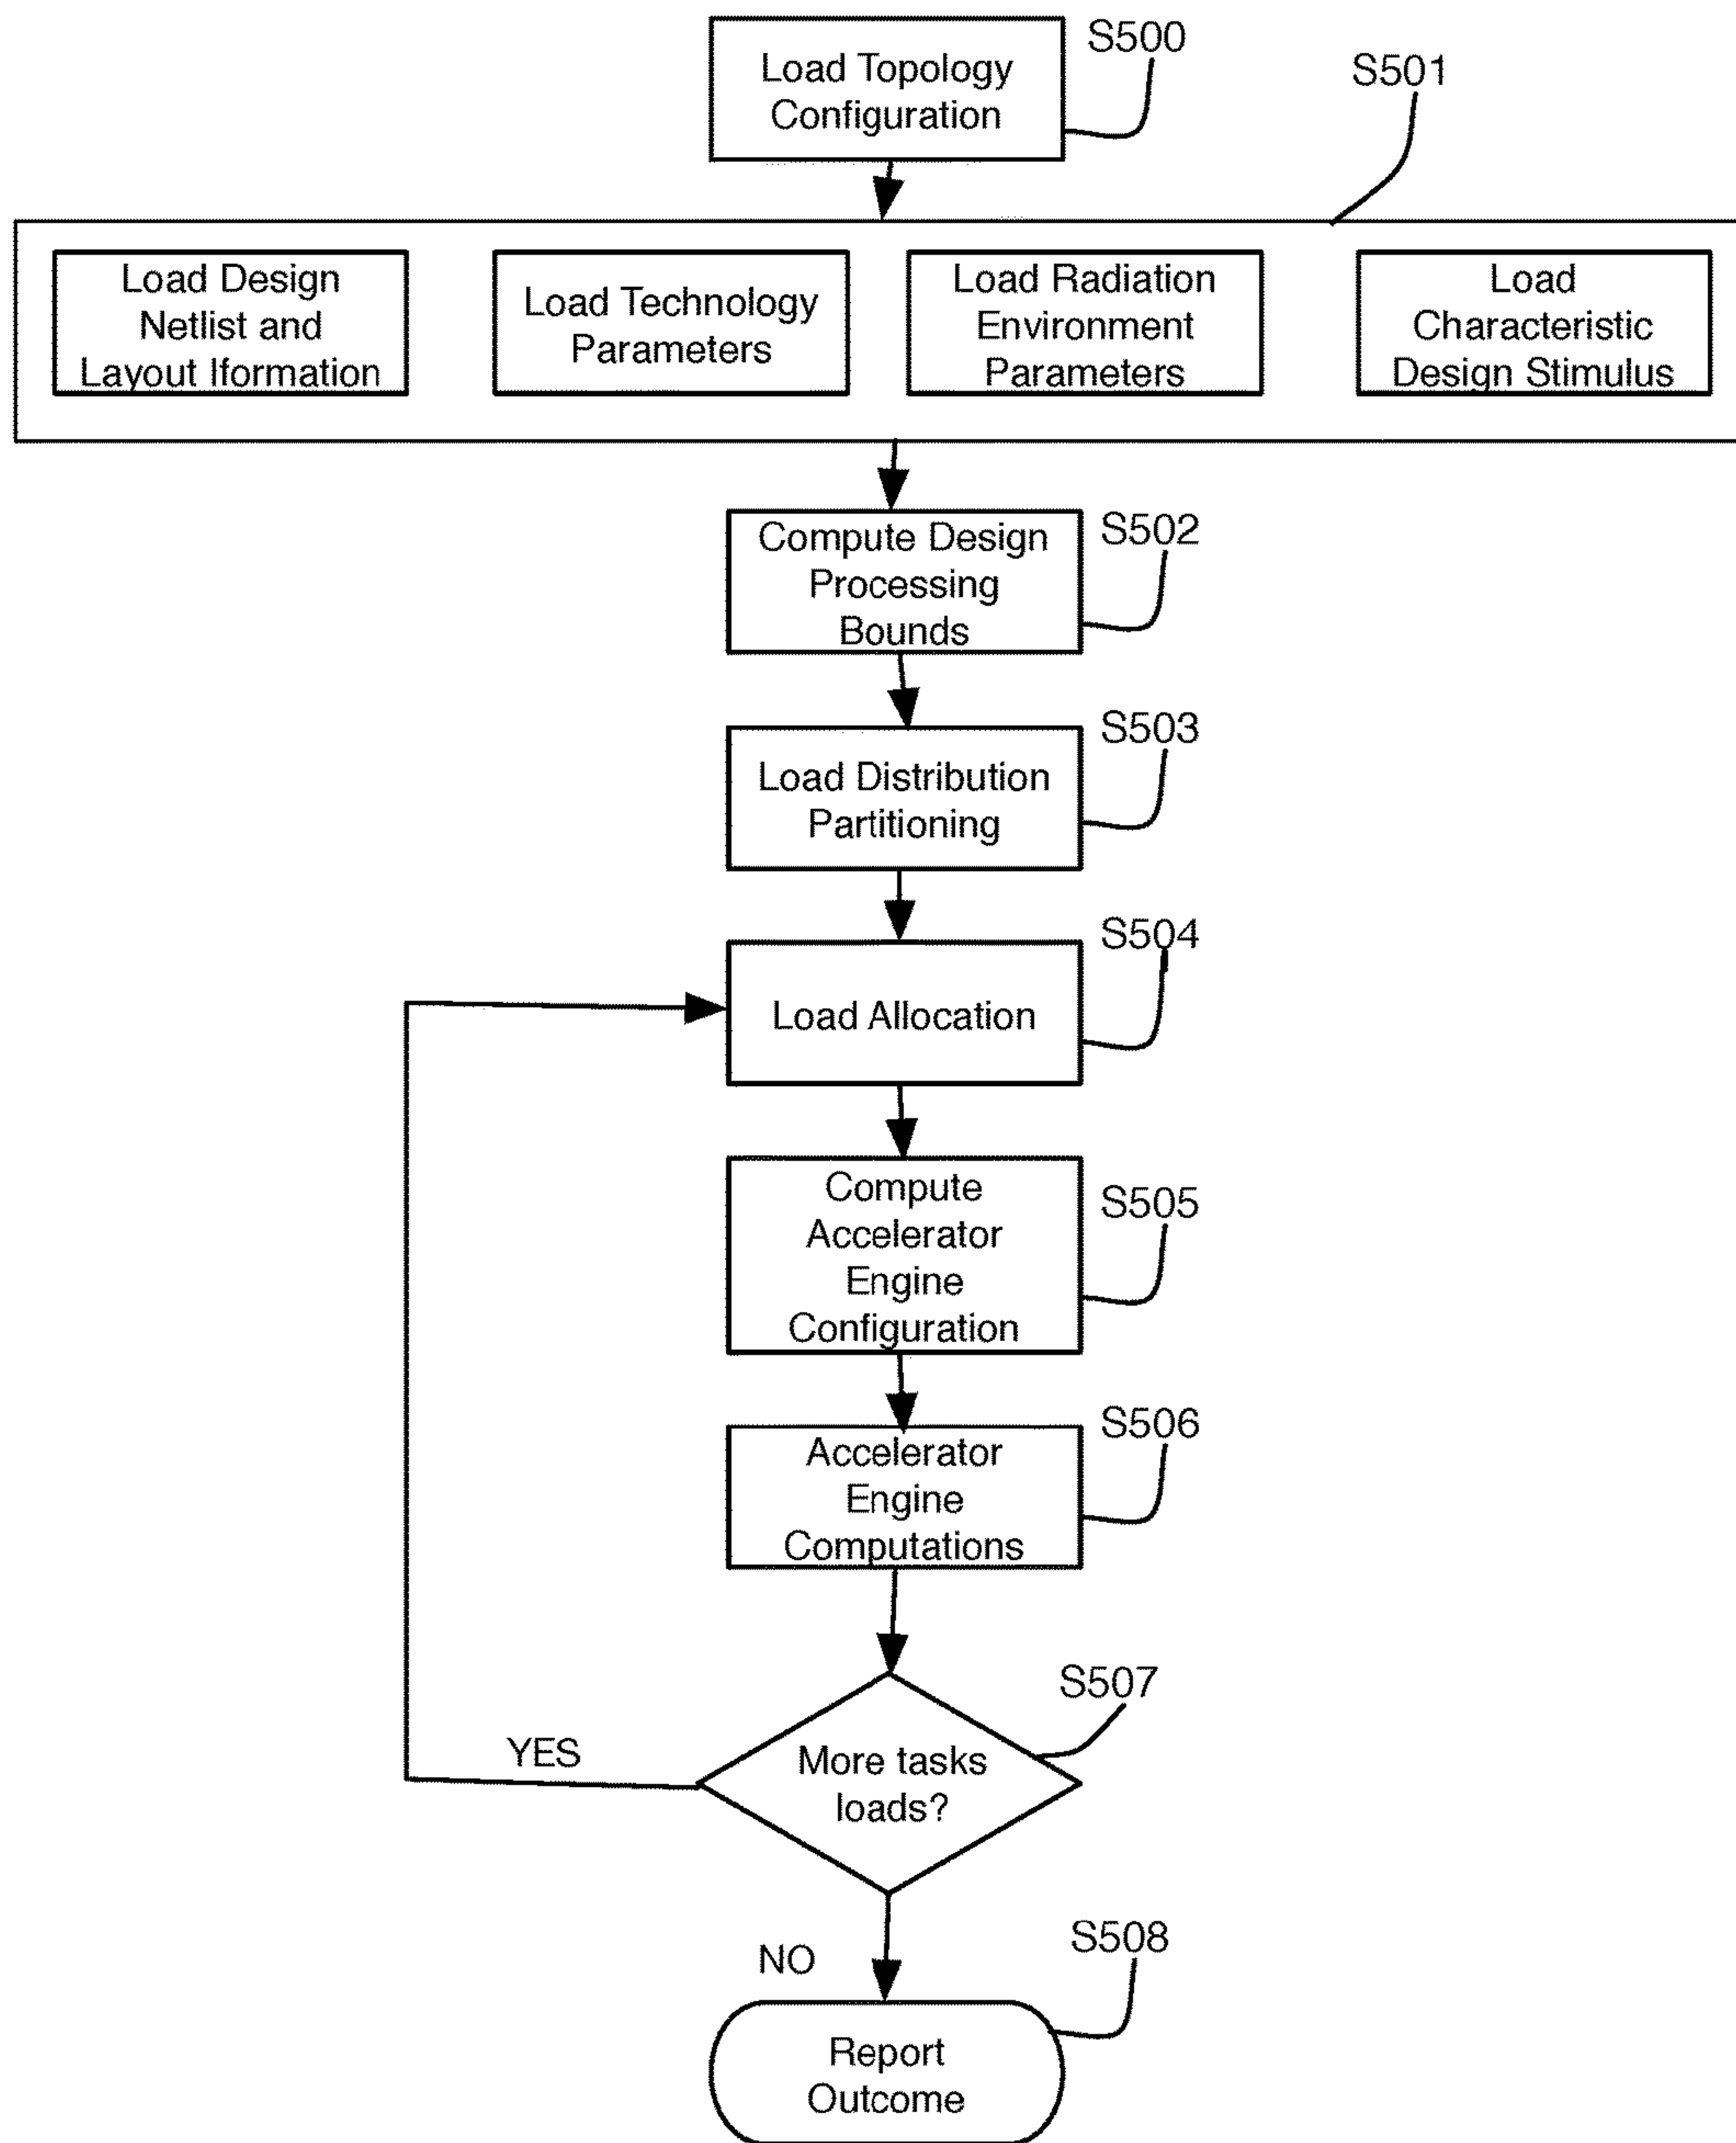 Load Topology
Configuration
S500
S501
Load Design
Netlist and
Layout Iformation
Load Technology
Parameters
Load Radiation
Environment
Parameters
Load
Characteristic
Design Stimulus
Compute Design
Processing
Bounds
S502
Load Distribution
Partitioning
S503
Load Allocation
S504
Compute
Accelerator
Engine
Configuration
S505
Accelerator
Engine
Computations
S506
More tasks
loads?
S507
YES
NO
Report
Outcome
S508